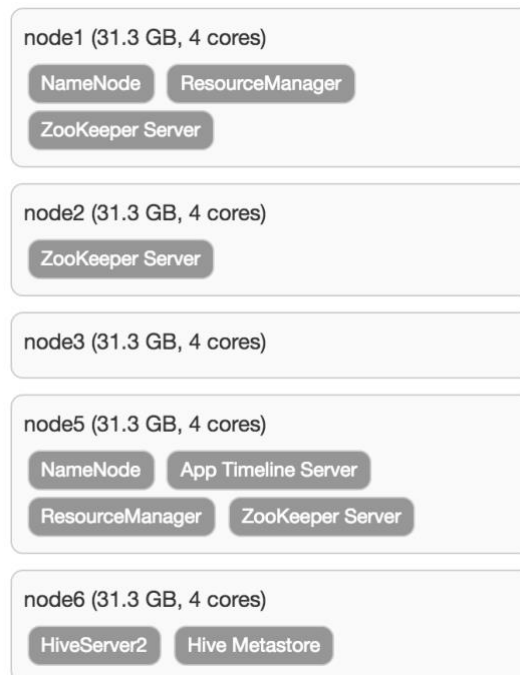 node1 (31.3 GB, 4 cores)
NameNode ResourceManager
ZooKeeper Server
node2 (31.3 GB, 4 cores)
ZooKeeper Server
node3 (31.3 GB, 4 cores)
node5 (31.3 GB, 4 cores)
NameNode App Timeline Server
ResourceManager ZooKeeper Server
node6 (31.3 GB, 4 cores)
HiveServer2 Hive Metastore